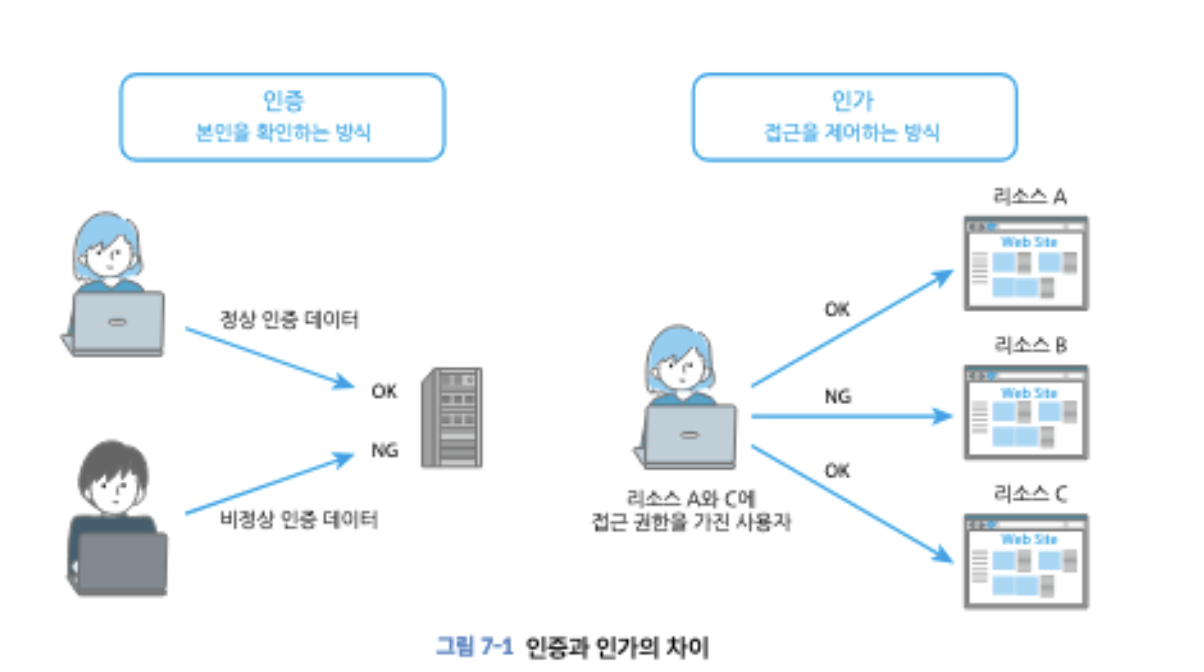 인증
본인을 확인하는 방식
정상 인증 데이터
OK
NG
비정상 인증 데이터
인가
접근을 제어하는 방식
리소스 A
Web Site
OK
리소스 B
Web Site
NG
OK
리소스 C
Web Site
리소스 A와 C에
접근 권한을 가진 사용자
그림 7-1 인증과 인가의 차이